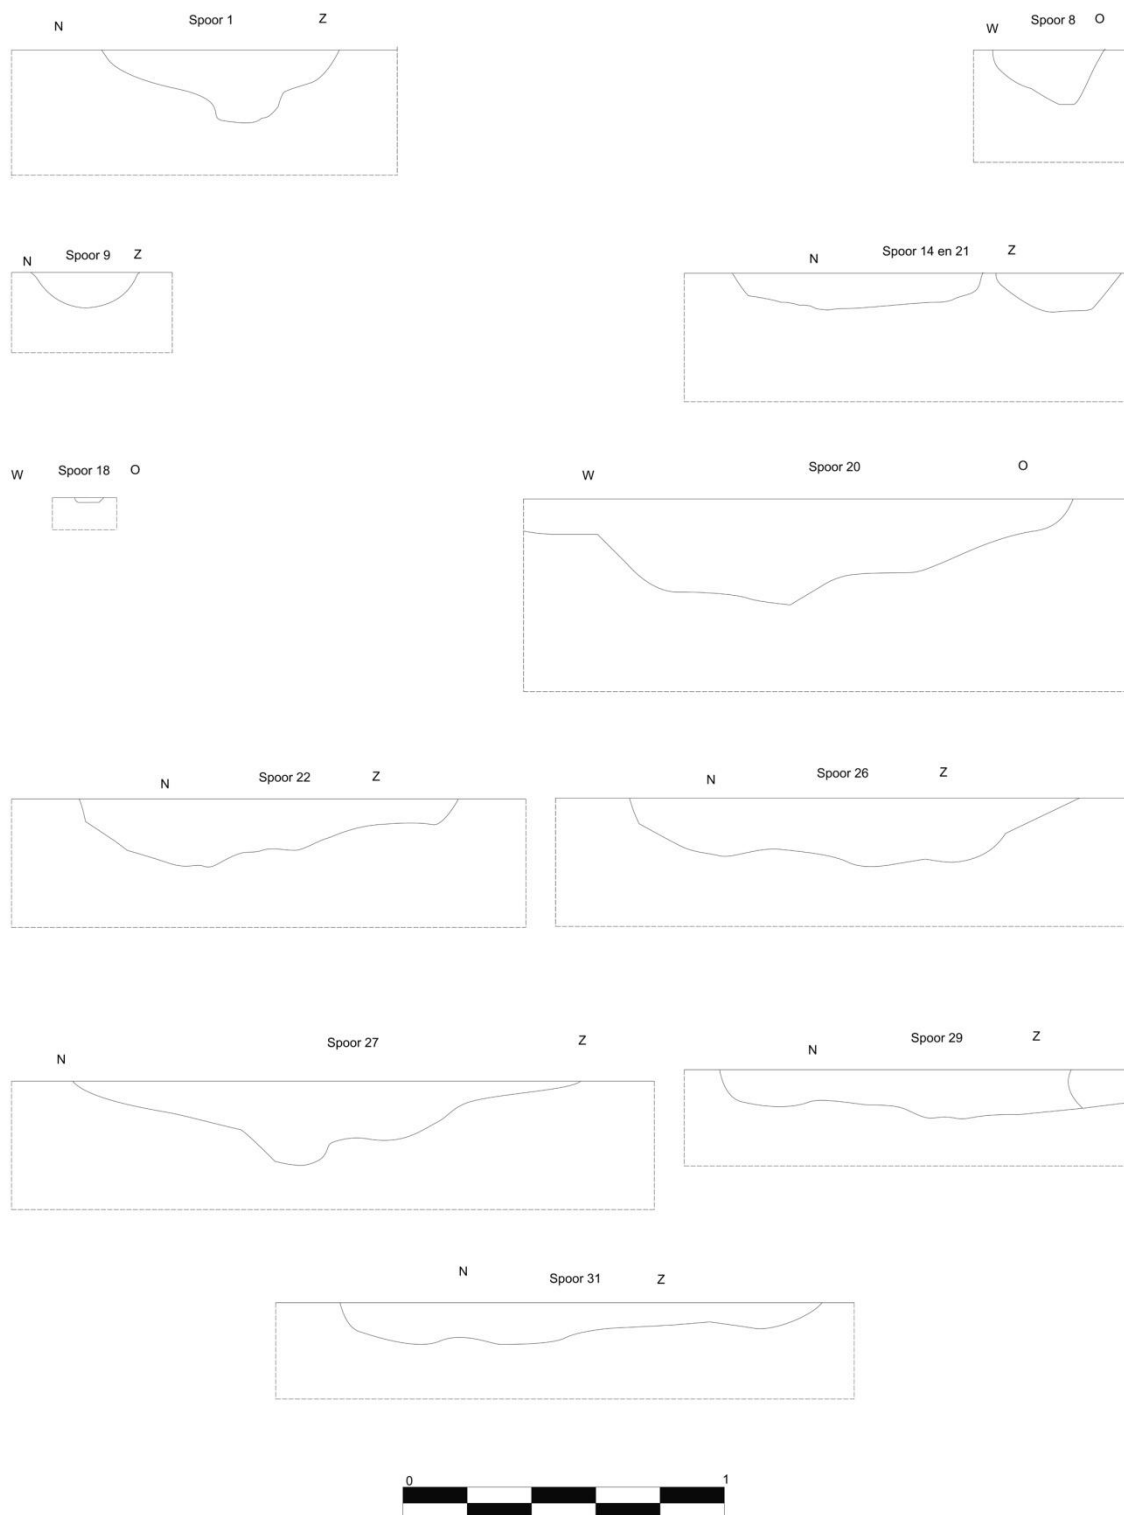 N Spoor 1 Z
W Spoor 8 O
N Spoor 9 Z
N Spoor 14 en 21 Z
W Spoor 18 O
W Spoor 20 O
N Spoor 22 Z
N Spoor 26 Z
N Spoor 27 Z
N Spoor 29 Z
N Spoor 31 Z
0 1